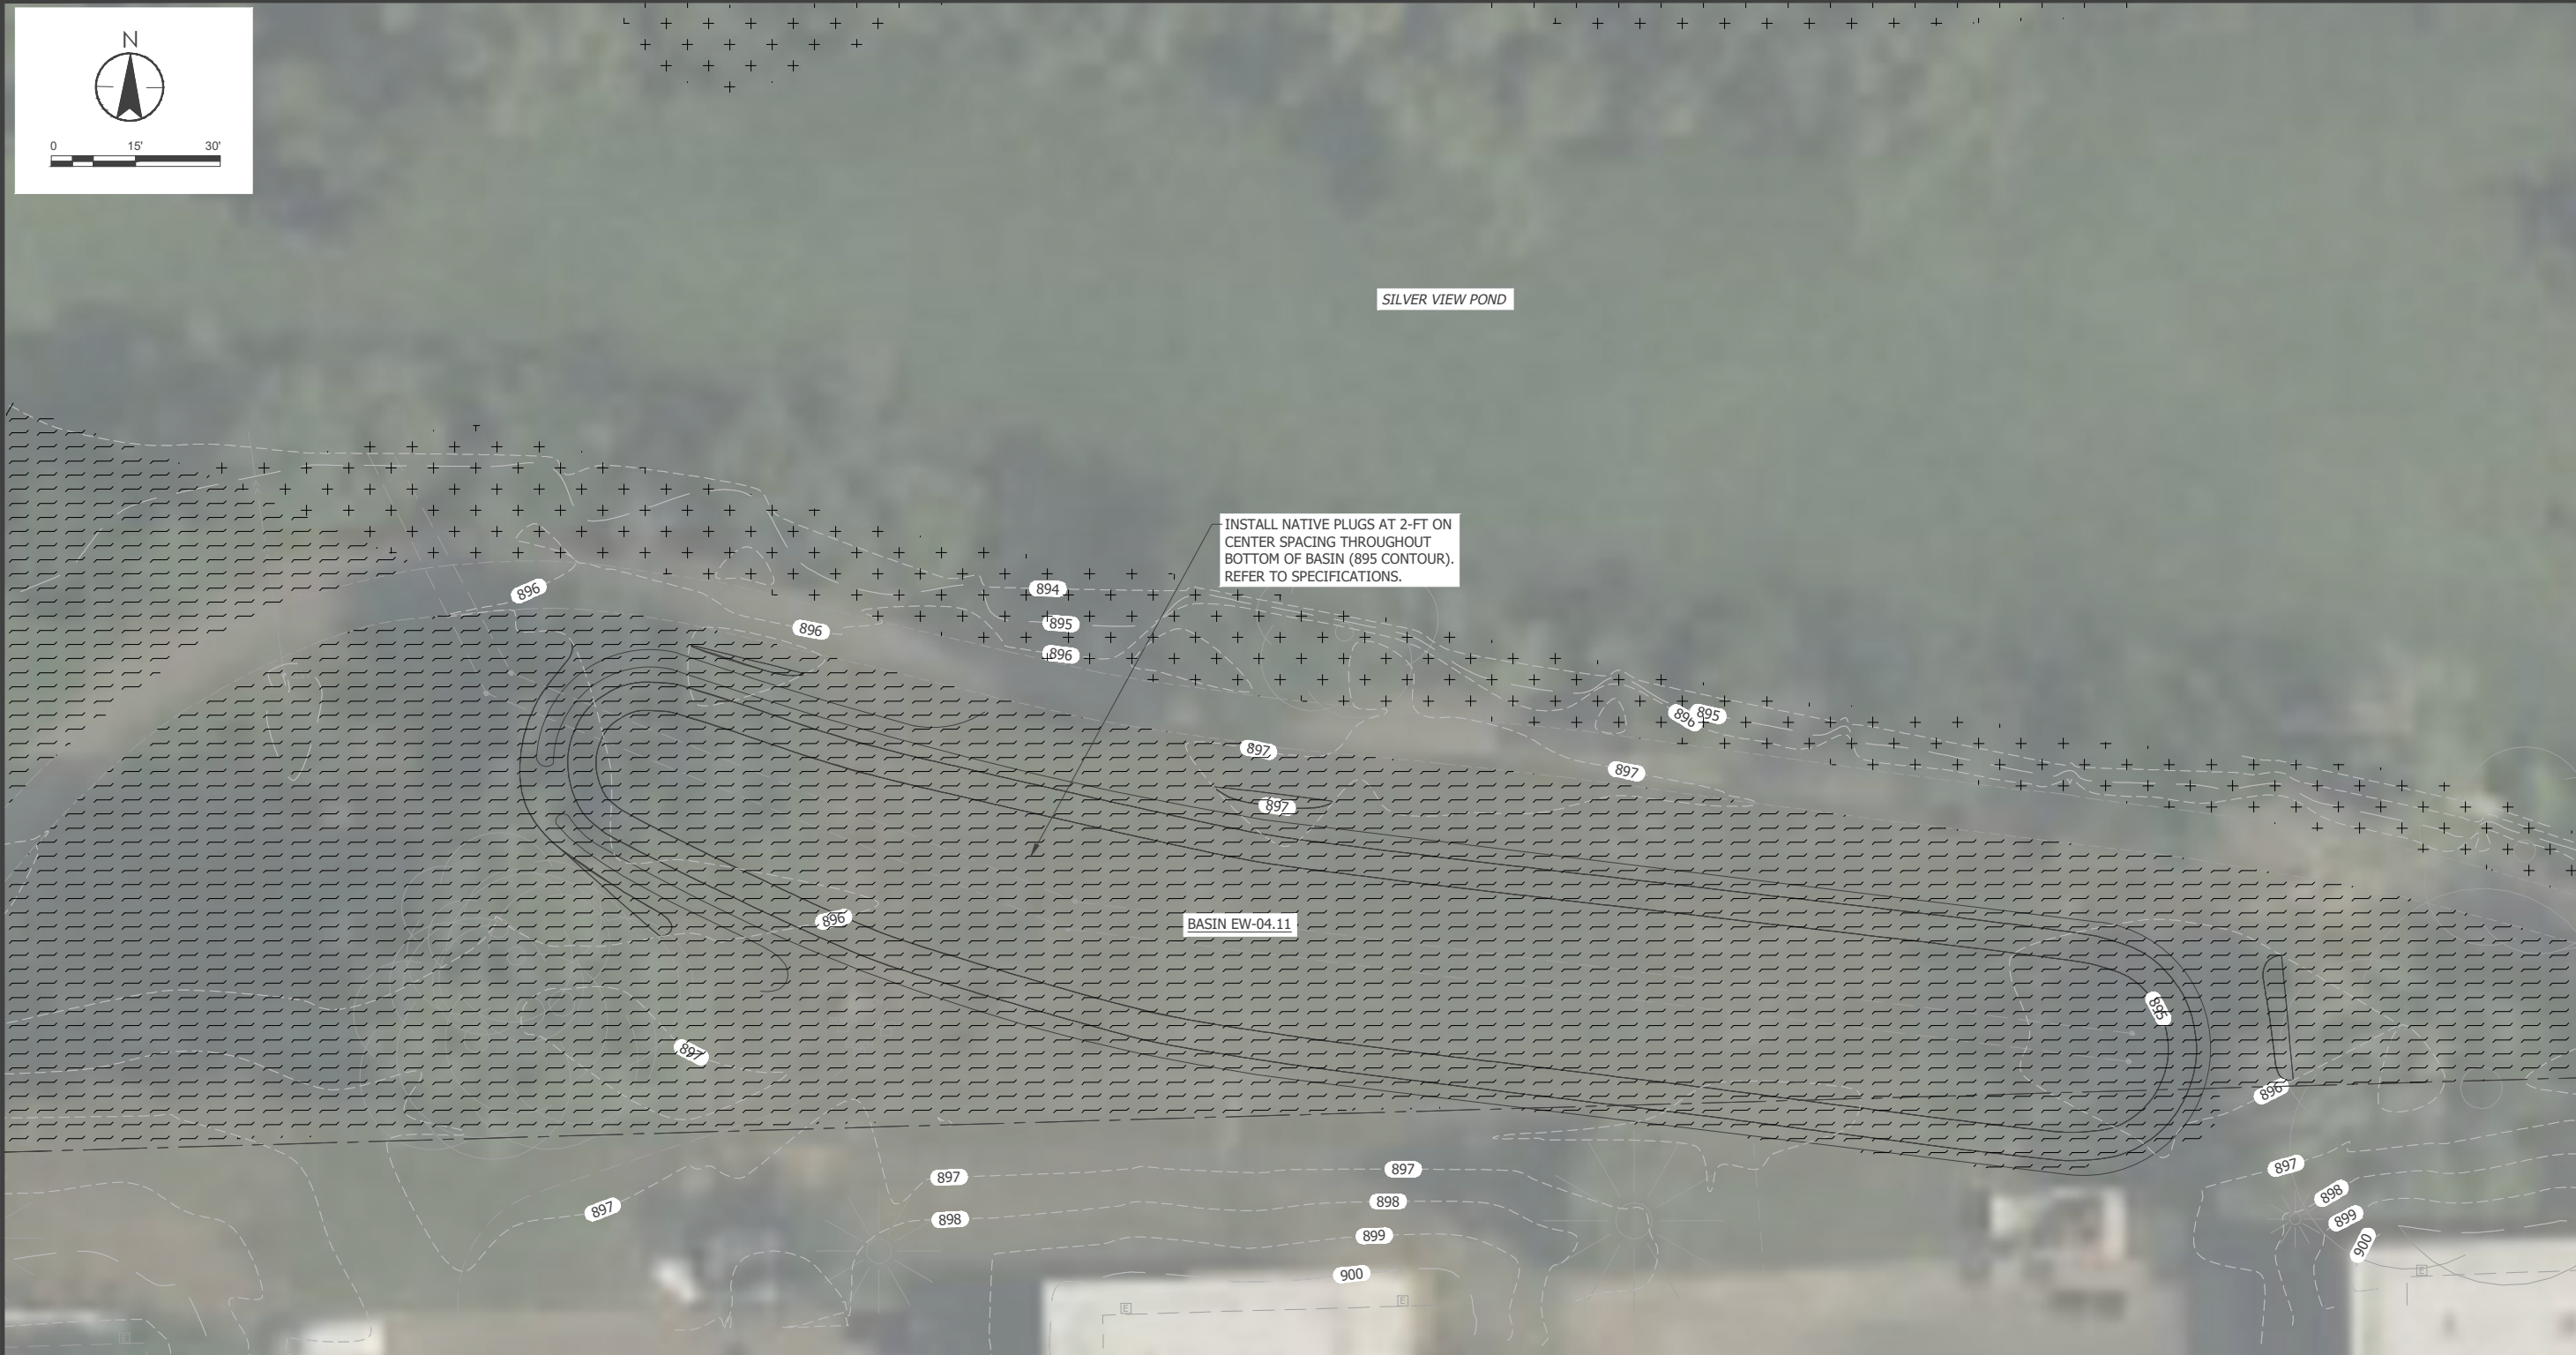 N
0 15' 30'
SILVER VIEW POND
INSTALL NATIVE PLUGS AT 2-FT ON
CENTER SPACING THROUGHOUT
BOTTOM OF BASIN (895 CONTOUR).
REFER TO SPECIFICATIONS.
896
894
895
896
896
896
895
897
897
897
896
BASIN EW-04.11
895
897
896
897
897
897
898
898
898
897
899
899
900
900
E
E
E
E